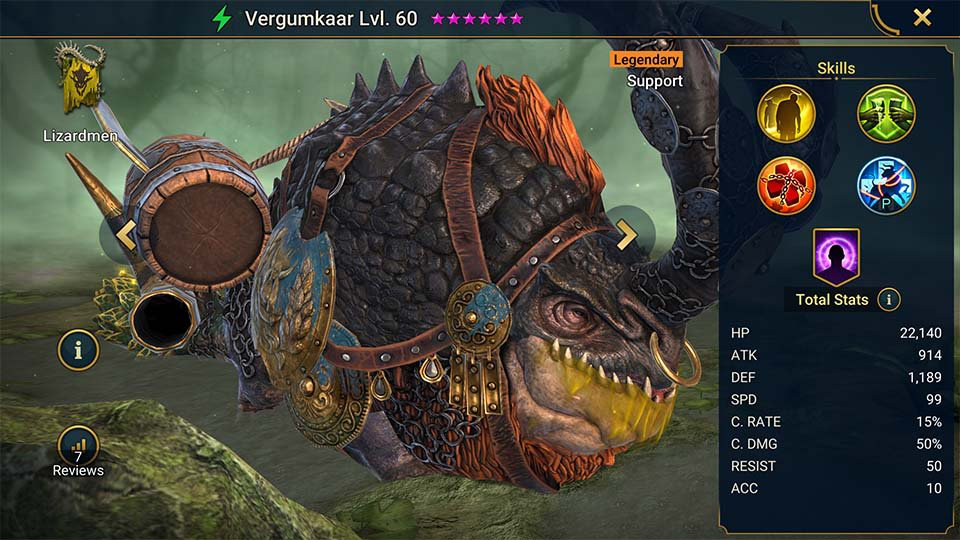 Vergumkaar Lvl. 60
Lizardmen
Legendary
Support
Skills
P
Total Stats i
HP 22,140
ATK 914
DEF 1,189
SPD 99
C. RATE 15%
C. DMG 50%
RESIST 50
ACC 10
i
7
Reviews